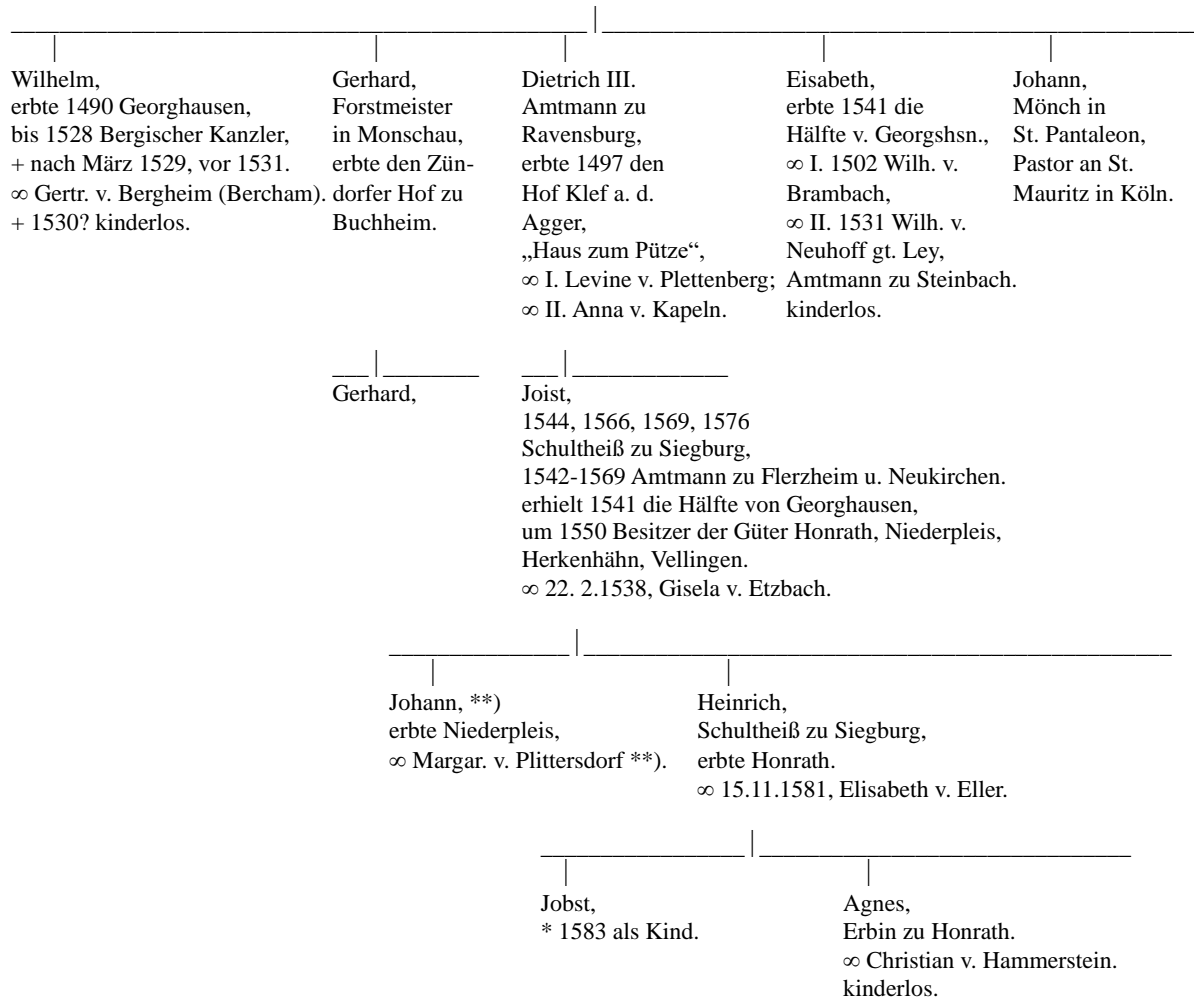 Wilhelm,
erbte 1490 Georghausen,
bis 1528 Bergischer Kanzler,
+ nach März 1529, vor 1531.
∞ Gertr. v. Bergheim (Bercham).
+ 1530? kinderlos.
Gerhard,
Forstmeister
in Monschau,
erbte den Zün-
dorfer Hof zu
Buchheim.
Dietrich III.
Amtmann zu
Ravensburg,
erbte 1497 den
Hof Klef a. d.
Agger,
„Haus zum Pütze“,
∞ I. Levine v. Plettenberg;
∞ II. Anna v. Kapeln.
Eisabeth,
erbte 1541 die
Hälfte v. Georgshsn.,
∞ I. 1502 Wilh. v.
Brambach,
∞ II. 1531 Wilh. v.
Neuhoff gt. Ley,
Amtmann zu Steinbach.
kinderlos.
Johann,
Mönch in
St. Pantaleon,
Pastor an St.
Mauritz in Köln.
Gerhard,
Joist,
1544, 1566, 1569, 1576
Schultheiß zu Siegburg,
1542-1569 Amtmann zu Flerzheim u. Neukirchen.
erhielt 1541 die Hälfte von Georghausen,
um 1550 Besitzer der Güter Honrath, Niederpleis,
Herkenhähn, Vellingen.
∞ 22. 2.1538, Gisela v. Etzbach.
Johann, **)
erbte Niederpleis,
∞ Margar. v. Plittersdorf **).
Heinrich,
Schultheiß zu Siegburg,
erbte Honrath.
∞ 15.11.1581, Elisabeth v. Eller.
Jobst,
* 1583 als Kind.
Agnes,
Erbin zu Honrath.
∞ Christian v. Hammerstein.
kinderlos.